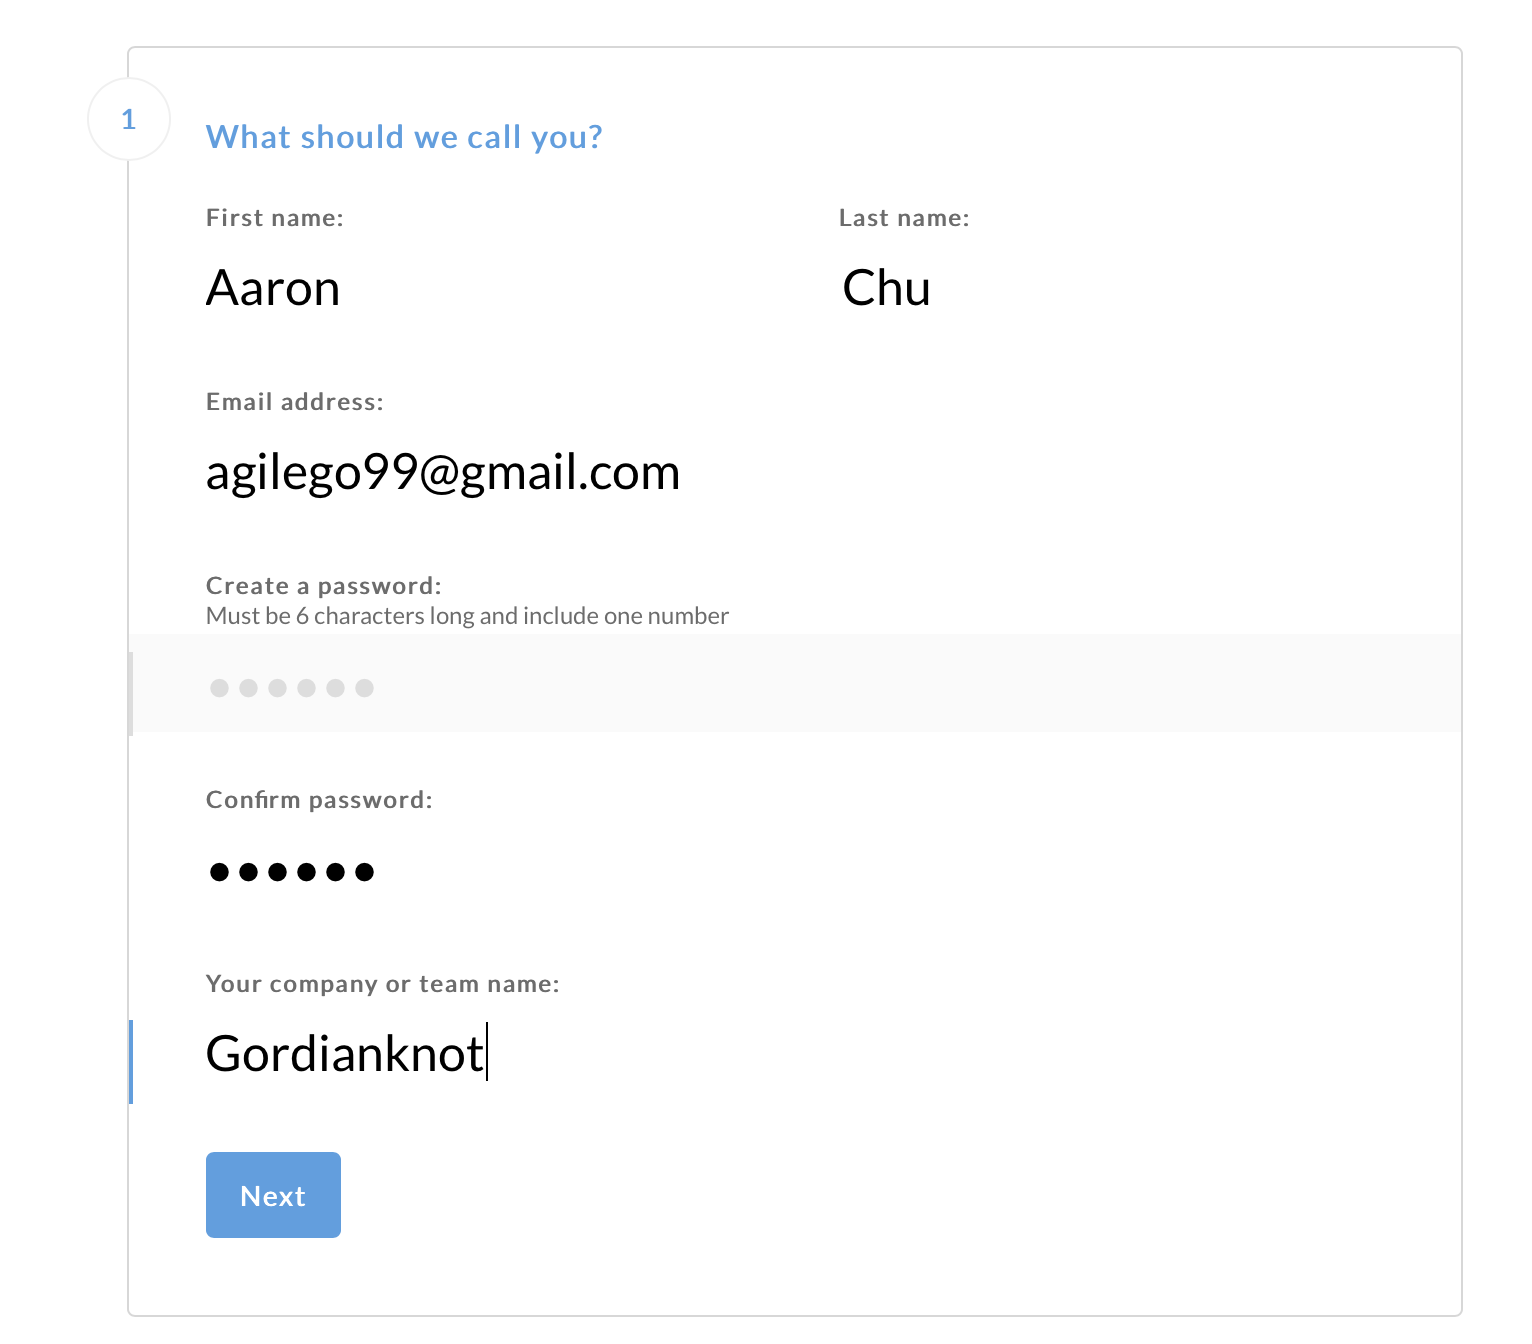 1
What should we call you?
First name:
Last name:
Aaron
Chu
Email address:
agilego99@gmail.com
Create a password:
Must be 6 characters long and include one number
••••••
Confirm password:
••••••
Your company or team name:
Gordianknot
Next